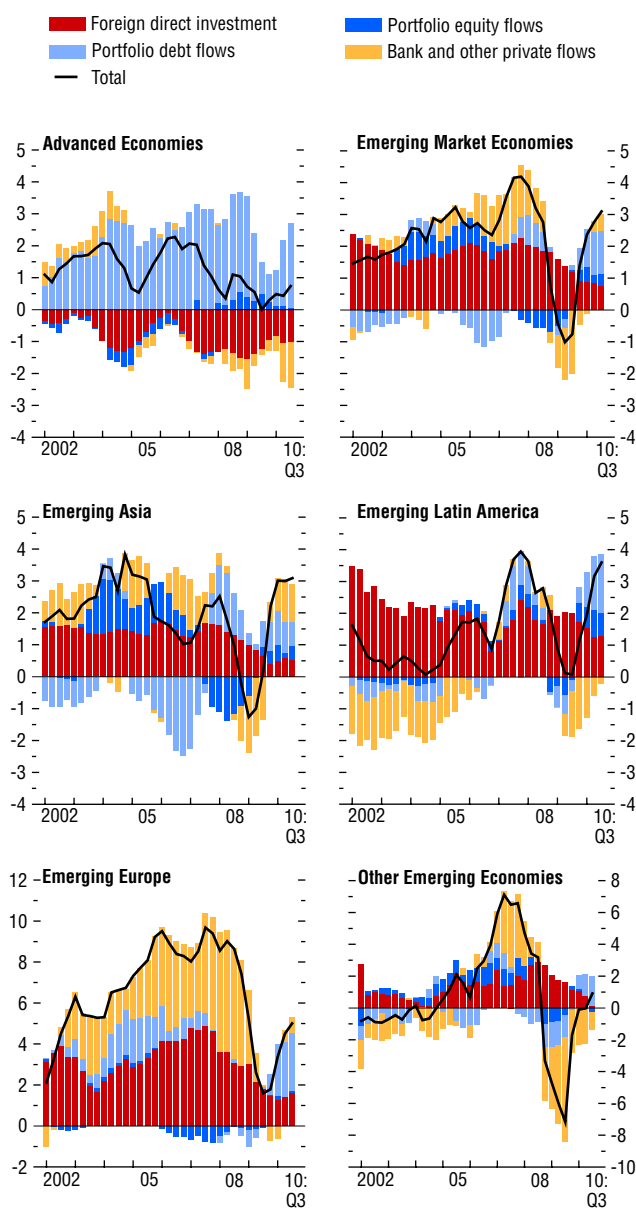 Foreign direct investment
Portfolio equity flows
Portfolio debt flows
Bank and other private flows
Total
Advanced Economies
5
4
3
2
1
0
-1
-2
-3
-4
2002 05 08 10:
Q3
Emerging Market Economies
5
4
3
2
1
0
-1
-2
-3
-4
2002 05 08 10:
Q3
Emerging Asia
5
4
3
2
1
0
-1
-2
-3
-4
2002 05 08 10:
Q3
Emerging Latin America
5
4
3
2
1
0
-1
-2
-3
-4
2002 05 08 10:
Q3
Emerging Europe
12
10
8
6
4
2
0
-2
2002 05 08 10:
Q3
Other Emerging Economies
8
6
4
2
0
-2
-4
-6
-8
-10
2002 05 08 10:
Q3